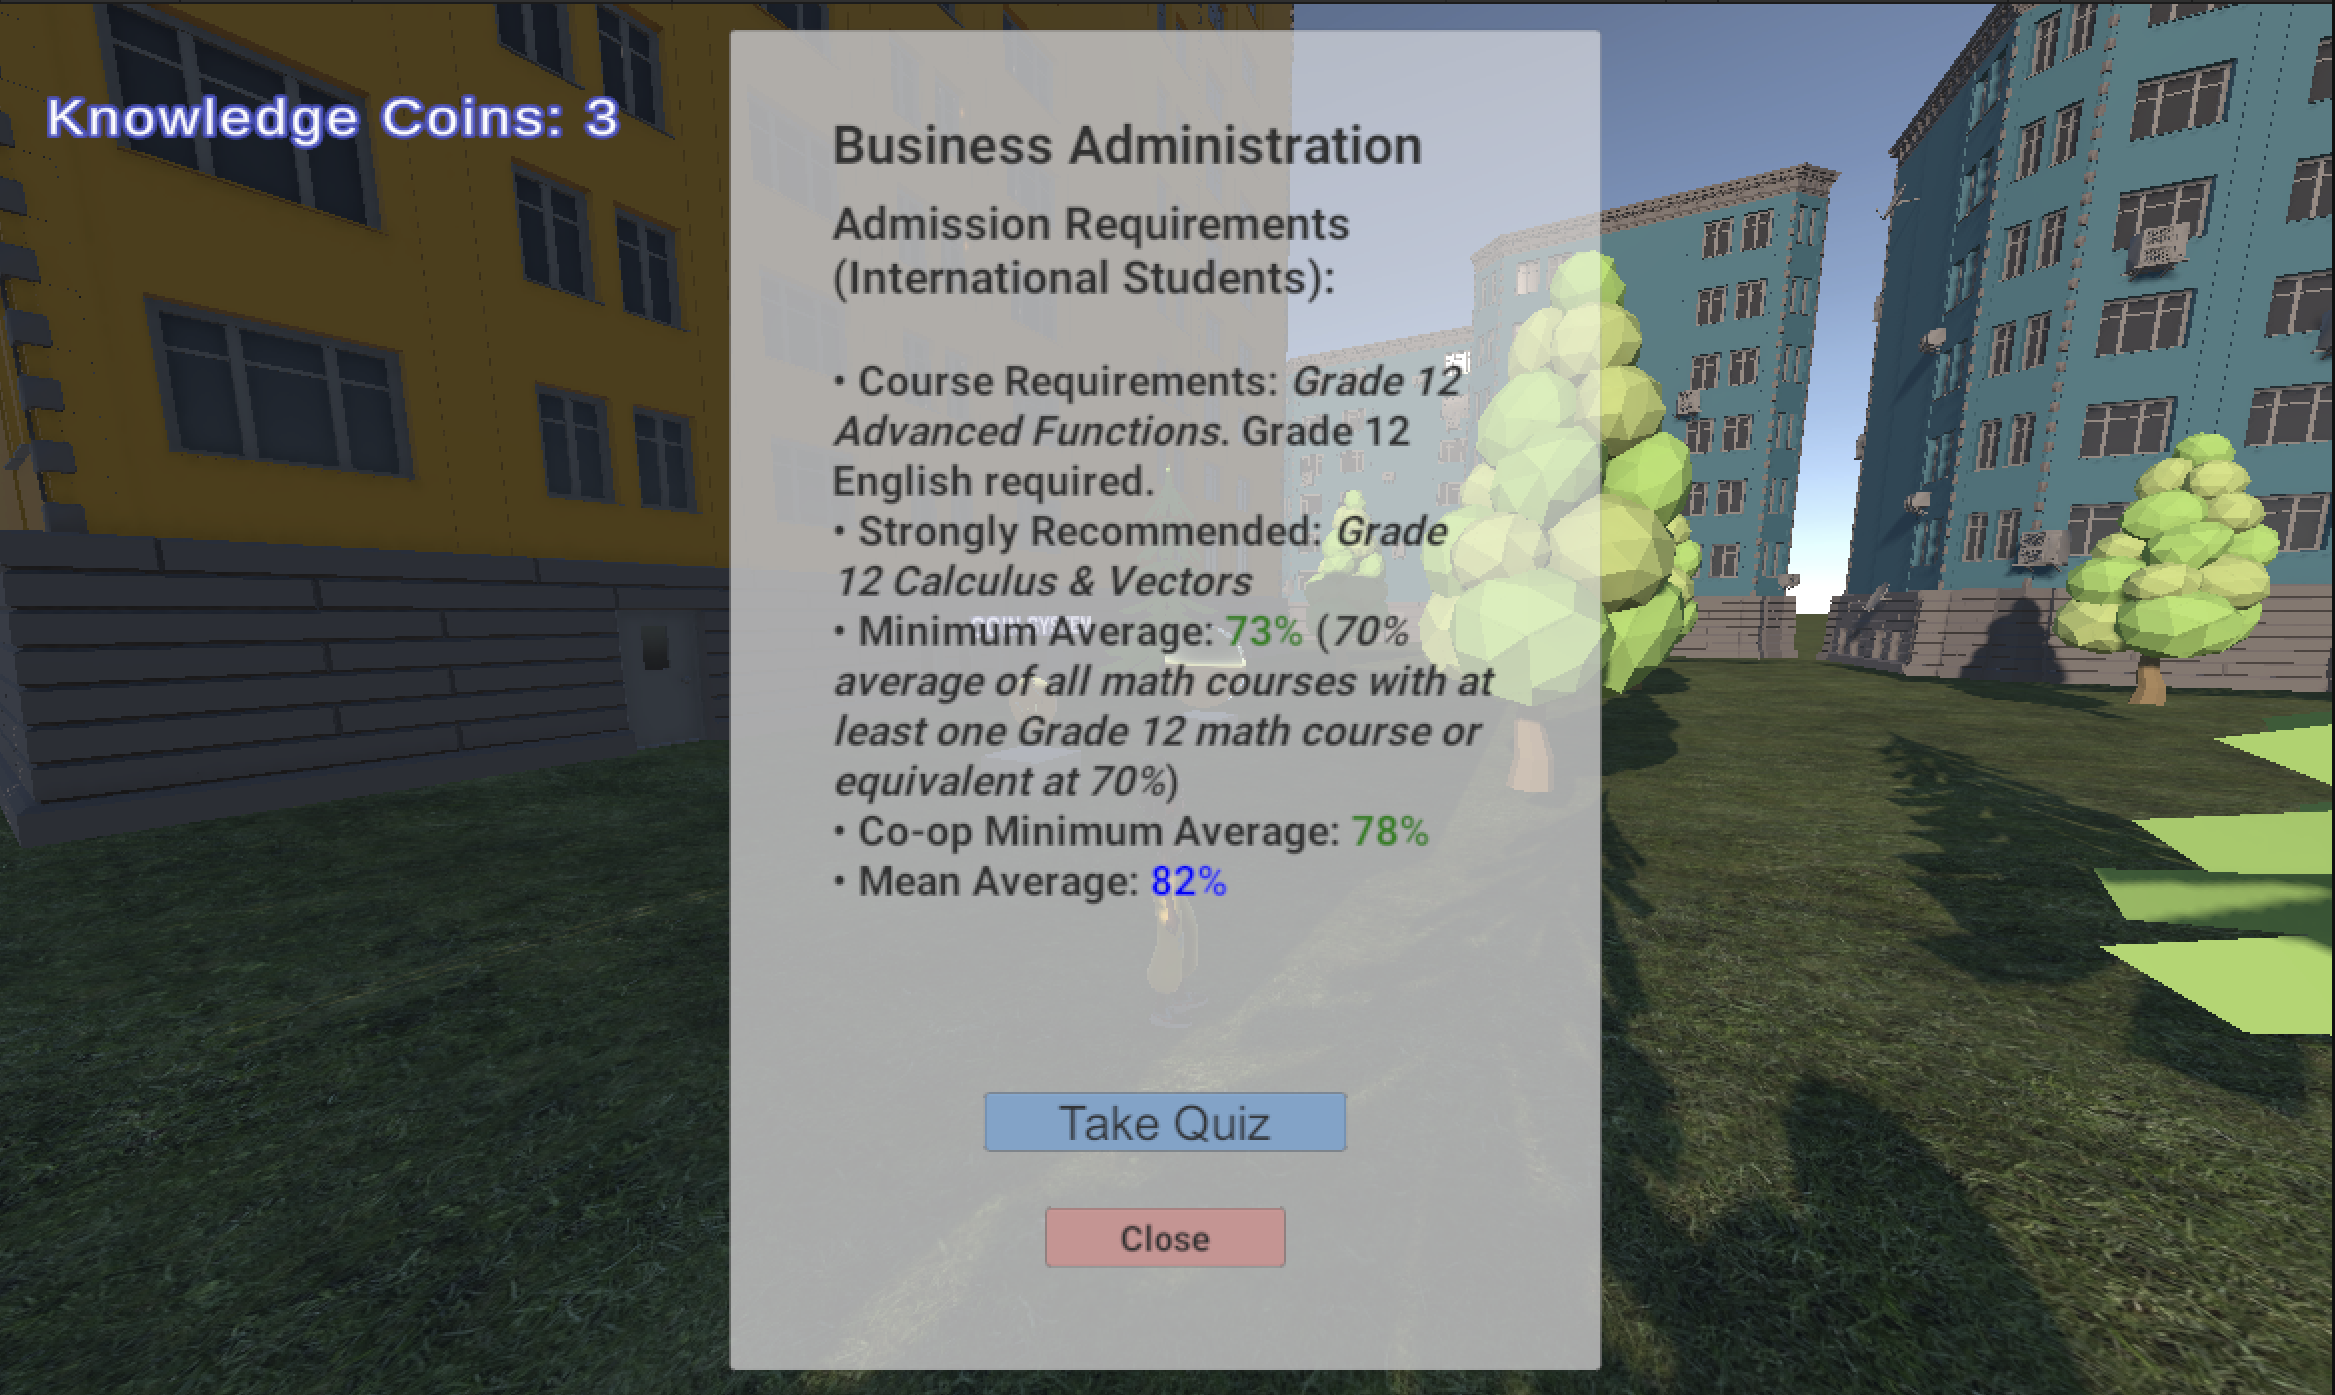 Knowledge Coins: 3
Business Administration
Admission Requirements
(International Students):
• Course Requirements: Grade 12
Advanced Functions. Grade 12
English required.
• Strongly Recommended: Grade
12 Calculus & Vectors
• Minimum Average: 73% (70%
average of all math courses with at
least one Grade 12 math course or
equivalent at 70%)
• Co-op Minimum Average: 78%
• Mean Average: 82%
COIN SYSTEM
Take Quiz
Close